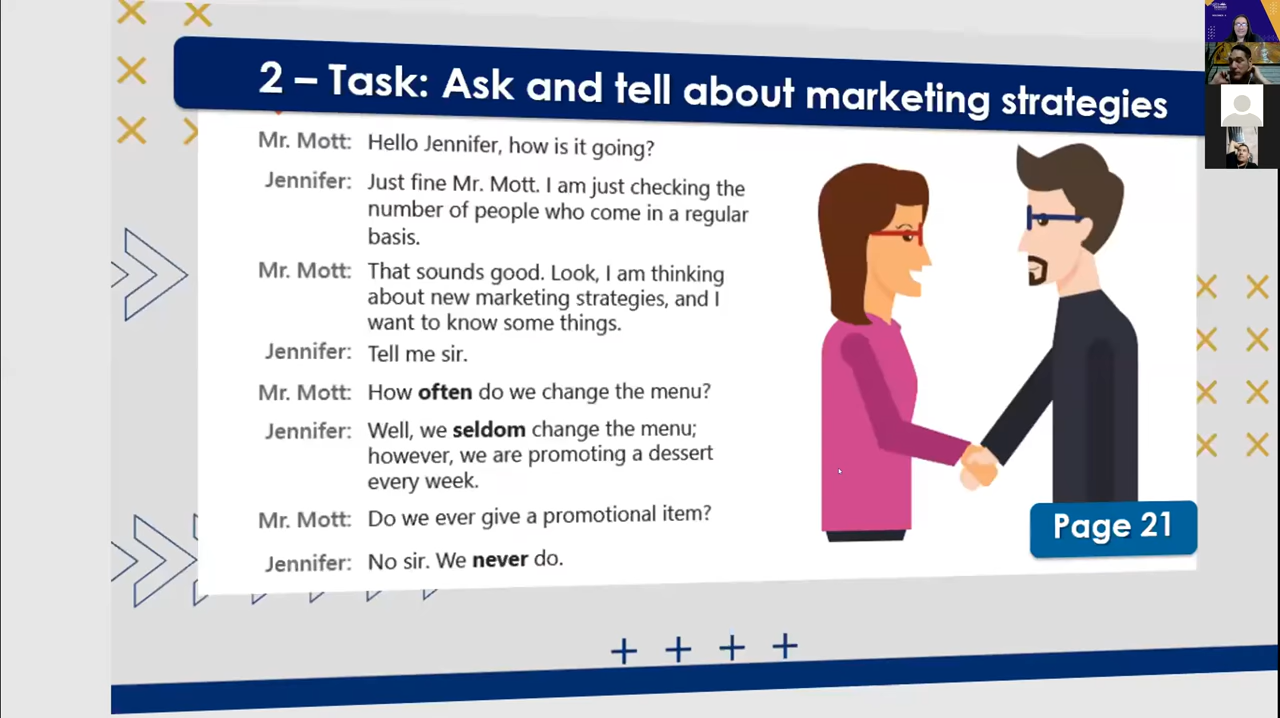 2 – Task: Ask and tell about marketing strategies
Mr. Mott: Hello Jennifer, how is it going?
Jennifer: Just fine Mr. Mott. I am just checking the
number of people who come in a regular
basis.
Mr. Mott: That sounds good. Look, I am thinking
about new marketing strategies, and I
want to know some things.
Jennifer: Tell me sir.
Mr. Mott: How often do we change the menu?
Jennifer: Well, we seldom change the menu;
however, we are promoting a dessert
every week.
Mr. Mott: Do we ever give a promotional item?
Jennifer: No sir. We never do.
Page 21